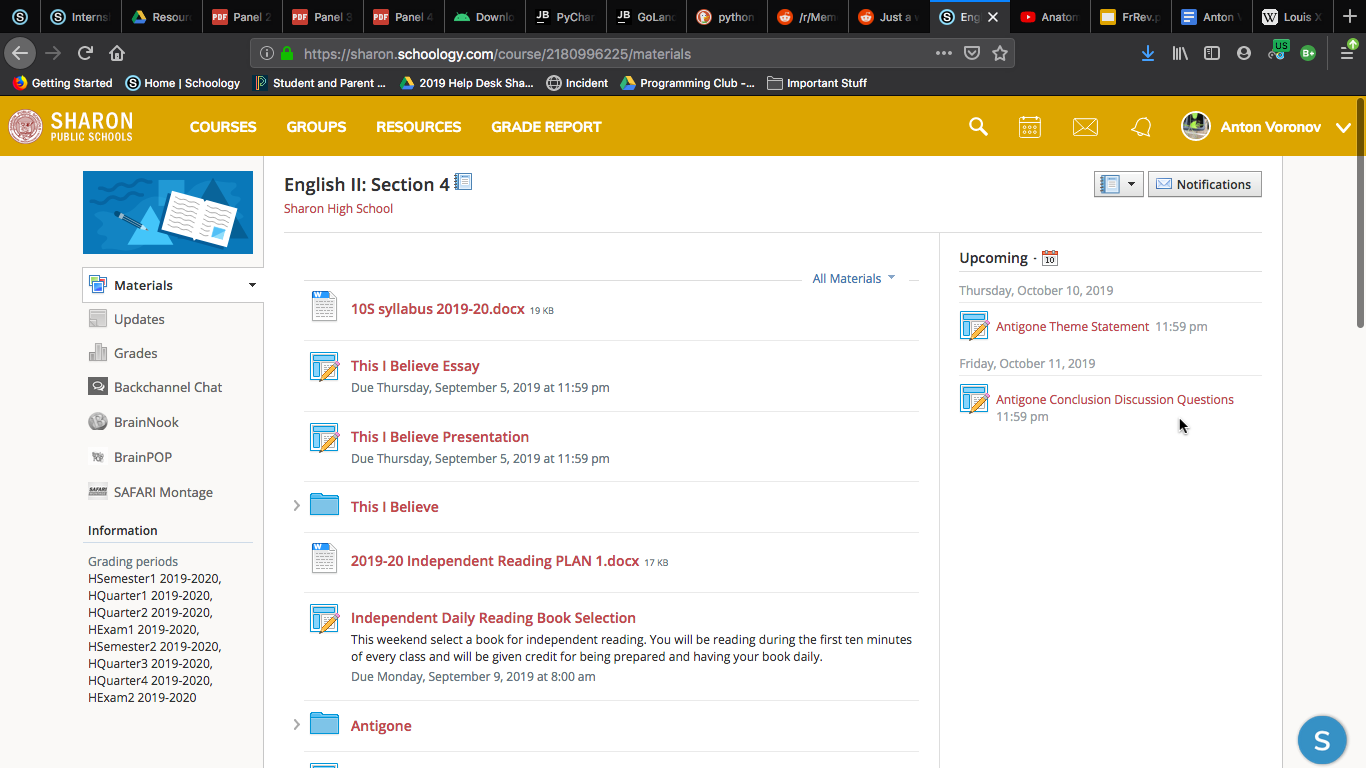 Interns
Resour
PDF Panel 2
PDF Panel 3
PDF Panel 4
Downlo
JB PyChar
JB GoLand
python
/r/Mem
Just a w
Eng
Anatom
FrRev.p
Anton V
W Louis X
https://sharon.schoology.com/course/2180996225/materials
US
B+
Getting Started
Home | Schoology
Student and Parent ...
2019 Help Desk Sha...
Incident
Programming Club -...
Important Stuff
SHARON
PUBLIC SCHOOLS
COURSES
GROUPS
RESOURCES
GRADE REPORT
Anton Voronov
English II: Section 4
Sharon High School
Notifications
Materials
Updates
Grades
Backchannel Chat
BrainNook
BrainPOP
SAFARI Montage
Information
Grading periods
HSemester1 2019-2020,
HQuarter1 2019-2020,
HQuarter2 2019-2020,
HExam1 2019-2020,
HSemester2 2019-2020,
HQuarter3 2019-2020,
HQuarter4 2019-2020,
HExam2 2019-2020
All Materials
10S syllabus 2019-20.docx 19 KB
This I Believe Essay
Due Thursday, September 5, 2019 at 11:59 pm
This I Believe Presentation
Due Thursday, September 5, 2019 at 11:59 pm
This I Believe
2019-20 Independent Reading PLAN 1.docx 17 KB
Independent Daily Reading Book Selection
This weekend select a book for independent reading. You will be reading during the first ten minutes
of every class and will be given credit for being prepared and having your book daily.
Due Monday, September 9, 2019 at 8:00 am
Antigone
Upcoming · 10
Thursday, October 10, 2019
Antigone Theme Statement 11:59 pm
Friday, October 11, 2019
Antigone Conclusion Discussion Questions
11:59 pm
S